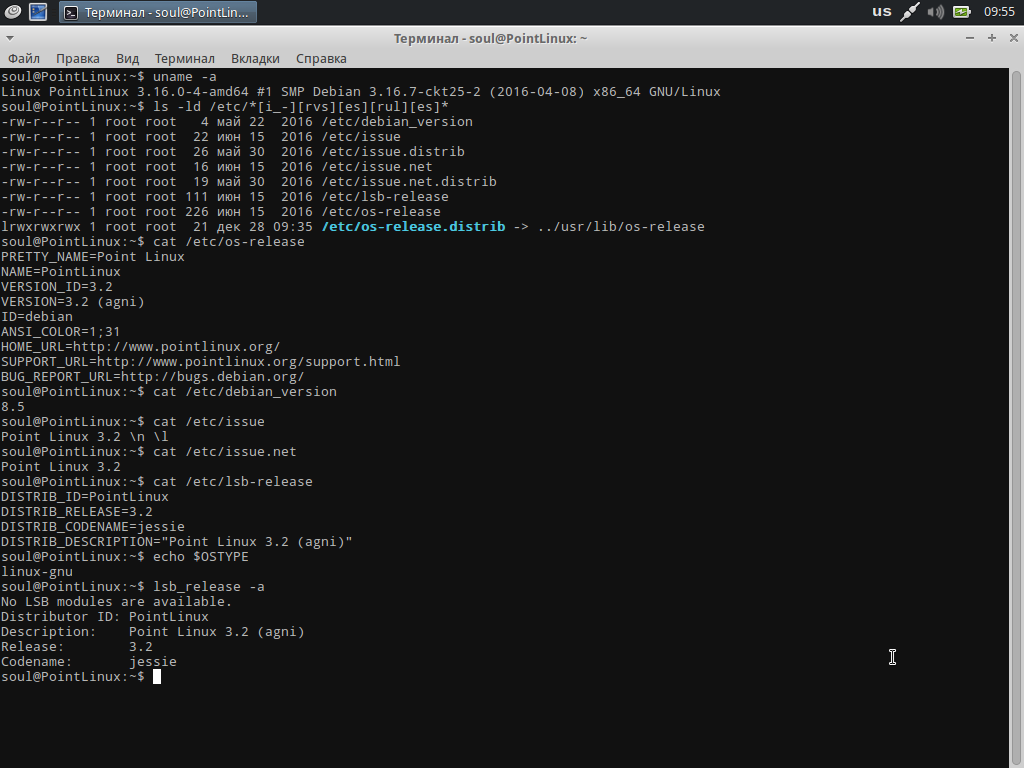 Терминал - soul@PointLin...
us
09:55
Терминал - soul@PointLinux: ~
Файл Правка Вид Терминал Вкладки Справка
soul@PointLinux:~$ uname -a
Linux PointLinux 3.16.0-4-amd64 #1 SMP Debian 3.16.7-ckt25-2 (2016-04-08) x86_64 GNU/Linux
soul@PointLinux:~$ ls -ld /etc/*[i_-][rvs][es][rul][es]*
-rw-r--r-- 1 root root   4 май 22  2016 /etc/debian_version
-rw-r--r-- 1 root root  22 июн 15  2016 /etc/issue
-rw-r--r-- 1 root root  26 май 30  2016 /etc/issue.distrib
-rw-r--r-- 1 root root  16 июн 15  2016 /etc/issue.net
-rw-r--r-- 1 root root  19 май 30  2016 /etc/issue.net.distrib
-rw-r--r-- 1 root root 111 июн 15  2016 /etc/lsb-release
-rw-r--r-- 1 root root 226 июн 15  2016 /etc/os-release
lrwxrwxrwx 1 root root  21 дек 28 09:35 /etc/os-release.distrib -> ../usr/lib/os-release
soul@PointLinux:~$ cat /etc/os-release
PRETTY_NAME=Point Linux
NAME=PointLinux
VERSION_ID=3.2
VERSION=3.2 (agni)
ID=debian
ANSI_COLOR=1;31
HOME_URL=http://www.pointlinux.org/
SUPPORT_URL=http://www.pointlinux.org/support.html
BUG_REPORT_URL=http://bugs.debian.org/
soul@PointLinux:~$ cat /etc/debian_version
8.5
soul@PointLinux:~$ cat /etc/issue
Point Linux 3.2 \n \l
soul@PointLinux:~$ cat /etc/issue.net
Point Linux 3.2
soul@PointLinux:~$ cat /etc/lsb-release
DISTRIB_ID=PointLinux
DISTRIB_RELEASE=3.2
DISTRIB_CODENAME=jessie
DISTRIB_DESCRIPTION="Point Linux 3.2 (agni)"
soul@PointLinux:~$ echo $OSTYPE
linux-gnu
soul@PointLinux:~$ lsb_release -a
No LSB modules are available.
Distributor ID: PointLinux
Description:    Point Linux 3.2 (agni)
Release:        3.2
Codename:       jessie
soul@PointLinux:~$